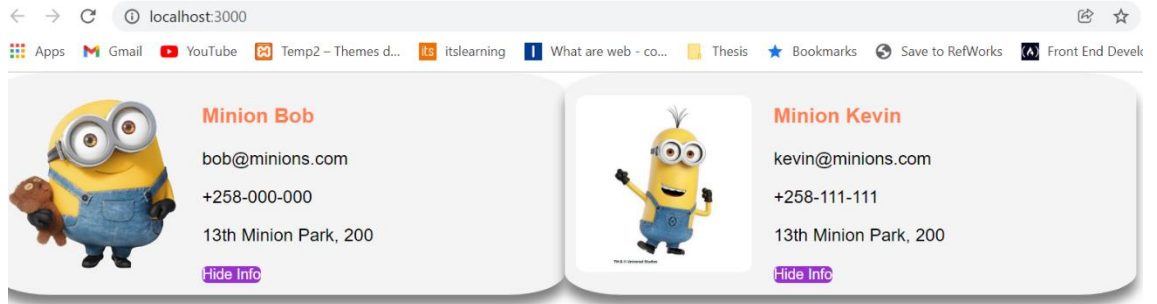 localhost:3000
Apps Gmail YouTube Temp2 – Themes d... its itslearning What are web - co... Thesis Bookmarks Save to RefWorks Front End Develo
Minion Bob
bob@minions.com
+258-000-000
13th Minion Park, 200
Hide Info
Minion Kevin
kevin@minions.com
+258-111-111
13th Minion Park, 200
Hide Info